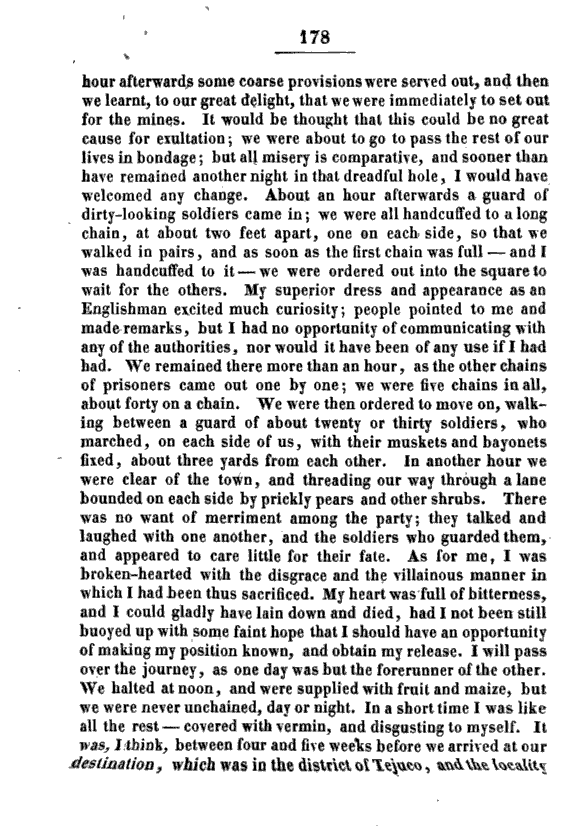 178
hour afterwards some coarse provisions were served out, and then
we learnt, to our great delight, that we were immediately to set out
for the mines. It would be thought that this could be no great
cause for exultation; we were about to go to pass the rest of our
lives in bondage; but all misery is comparative, and sooner than
have remained another night in that dreadful hole, I would have
welcomed any change. About an hour afterwards a guard of
dirty-looking soldiers came in; we were all handcuffed to a long
chain, at about two feet apart, one on each side, so that we
walked in pairs, and as soon as the first chain was full — and I
was handcuffed to it — we were ordered out into the square to
wait for the others. My superior dress and appearance as an
Englishman excited much curiosity; people pointed to me and
made remarks, but I had no opportunity of communicating with
any of the authorities, nor would it have been of any use if I had
had. We remained there more than an hour, as the other chains
of prisoners came out one by one; we were five chains in all,
about forty on a chain. We were then ordered to move on, walk-
ing between a guard of about twenty or thirty soldiers, who
marched, on each side of us, with their muskets and bayonets
fixed, about three yards from each other. In another hour we
were clear of the town, and threading our way through a lane
bounded on each side by prickly pears and other shrubs. There
was no want of merriment among the party; they talked and
laughed with one another, and the soldiers who guarded them,
and appeared to care little for their fate. As for me, I was
broken-hearted with the disgrace and the villainous manner in
which I had been thus sacrificed. My heart was full of bitterness,
and I could gladly have lain down and died, had I not been still
buoyed up with some faint hope that I should have an opportunity
of making my position known, and obtain my release. I will pass
over the journey, as one day was but the forerunner of the other.
We halted at noon, and were supplied with fruit and maize, but
we were never unchained, day or night. In a short time I was like
all the rest — covered with vermin, and disgusting to myself. It
was, I think, between four and five weeks before we arrived at our
destination, which was in the district of Tejuco, and the locality